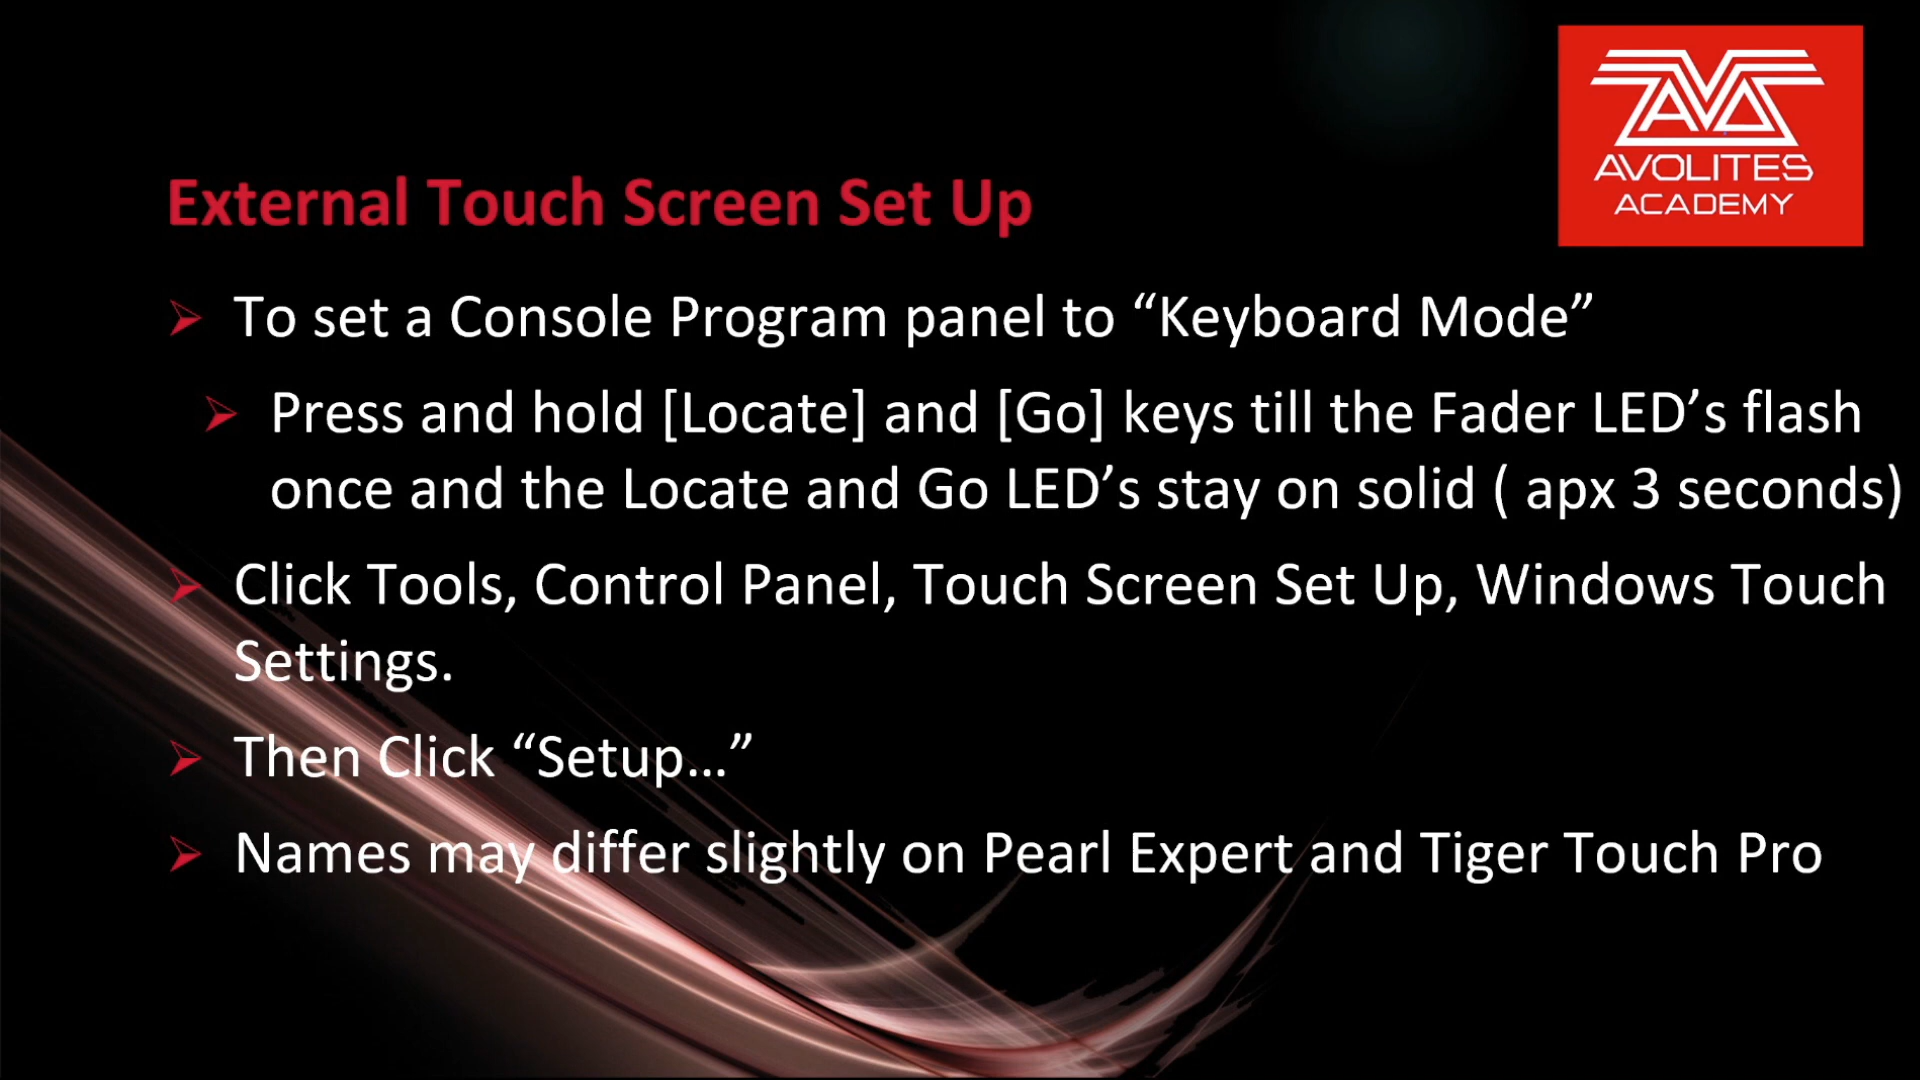 AVOLITES
ACADEMY
External Touch Screen Set Up
To set a Console Program panel to “Keyboard Mode”
Press and hold [Locate] and [Go] keys till the Fader LED’s flash
once and the Locate and Go LED’s stay on solid ( apx 3 seconds)
Click Tools, Control Panel, Touch Screen Set Up, Windows Touch
Settings.
Then Click “Setup…”
Names may differ slightly on Pearl Expert and Tiger Touch Pro